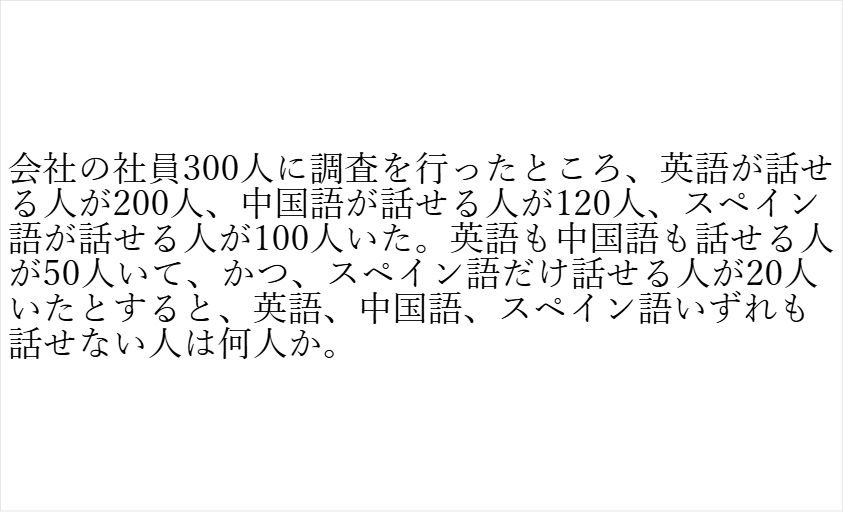 会社の社員300人に調査を行ったところ、英語が話せ
る人が200人、中国語が話せる人が120人、スペイン
語が話せる人が100人いた。英語も中国語も話せる人
が50人いて、かつ、スペイン語だけ話せる人が20人
いたとすると、英語、中国語、スペイン語いずれも
話せない人は何人か。